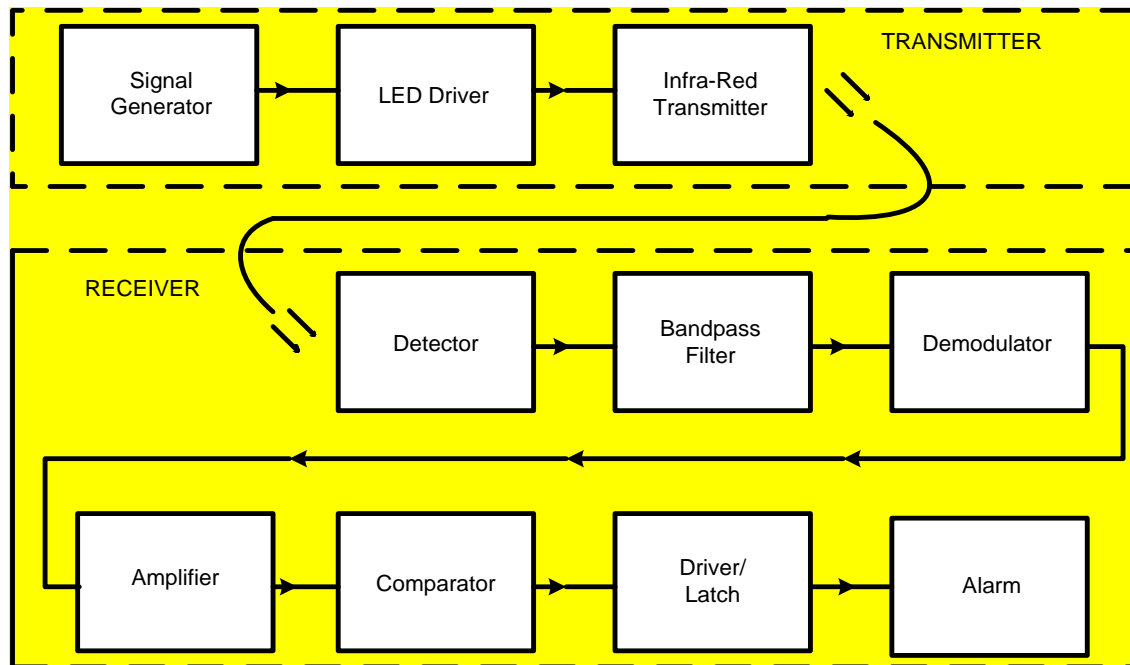 TRANSMITTER
Signal
Generator
LED Driver
Infra-Red
Transmitter
RECEIVER
Detector
Bandpass
Filter
Demodulator
Amplifier
Comparator
Driver/
Latch
Alarm